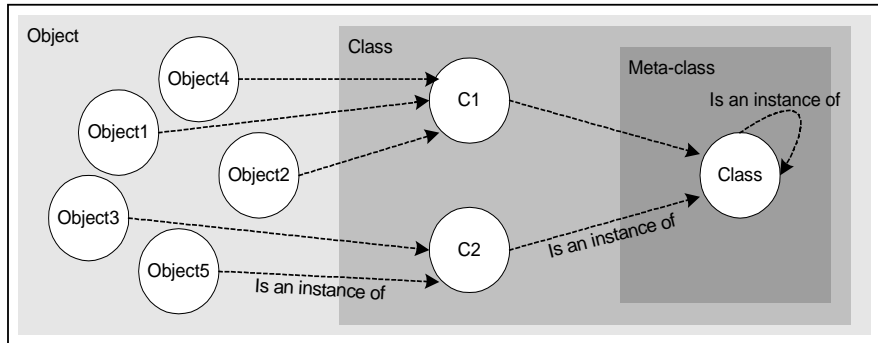 Object
Class
Meta-class
Object4
C1
Is an instance of
Object1
Object2
Class
Object3
C2
Is an instance of
Object5
Is an instance of